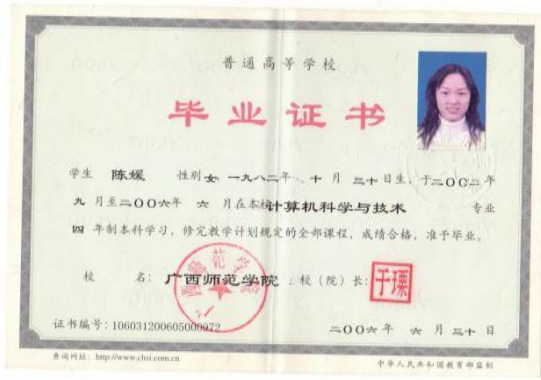 普通高等学校
毕业证书
学生 陈媛 性别 女 一九八二年 十 月 三十 日生，于二〇〇二年
九 月至二〇〇六年 六 月在本校计算机科学与技术 专业
四 年制本科学习，修完教学计划规定的全部课程，成绩合格，准予毕业。
校 名：广西师范学院 校（院）长：
广西师范学院
证书编号：106031200605000972
二〇〇六年 六 月三十日
查询网址：http://www.chsi.com.cn
中华人民共和国教育部监制